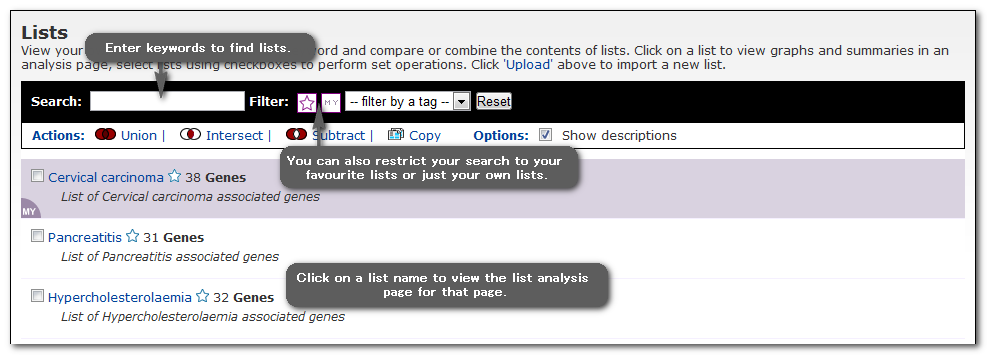 Lists
View your
Enter keywords to find lists.
ord and compare or combine the contents of lists. Click on a list to view graphs and summaries in an
analysis page, select lists using checkboxes to perform set operations. Click 'Upload' above to import a new list.
Search: Filter: MY -- filter by a tag -- Reset
Actions: Union | Intersect | Subtract | Copy Options: Show descriptions
You can also restrict your search to your
favourite lists or just your own lists.
Cervical carcinoma 38 Genes
List of Cervical carcinoma associated genes
MY
Pancreatitis 31 Genes
List of Pancreatitis associated genes
Click on a list name to view the list analysis
page for that page.
Hypercholesterolaemia 32 Genes
List of Hypercholesterolaemia associated genes